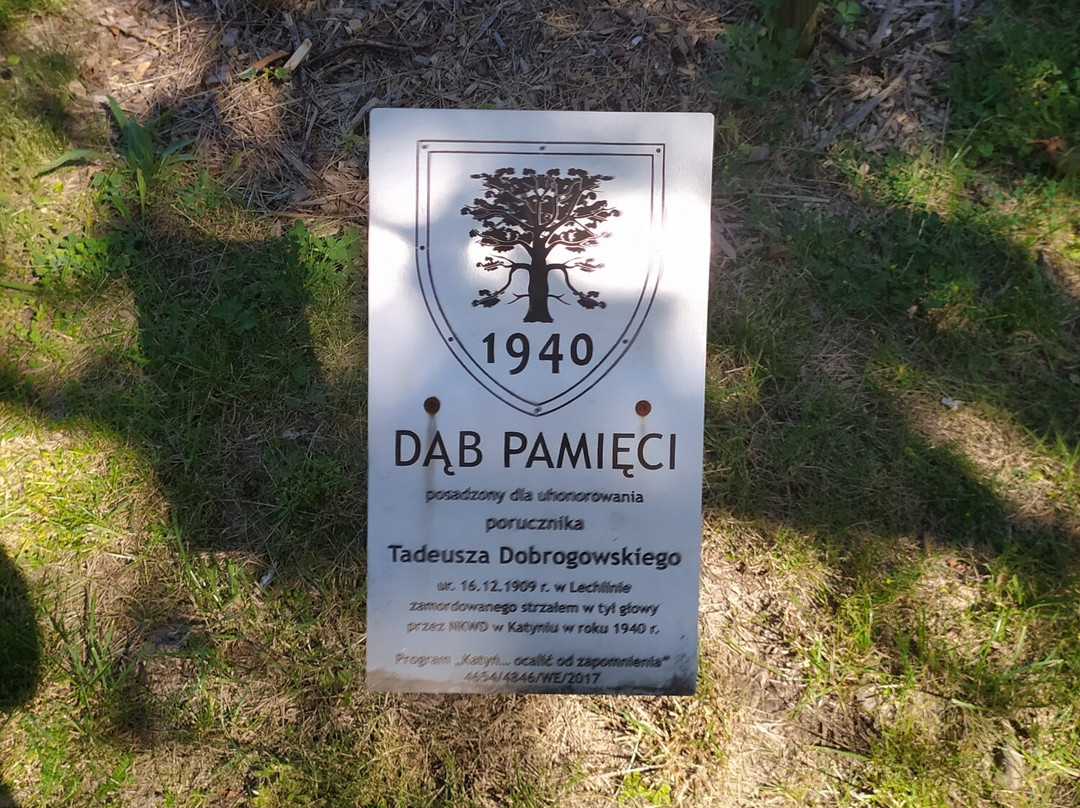 1940
DĄB PAMIĘCI
posadzony dla uhonorowania
porucznika
Tadeusza Dobrogowskiego
ur. 16.12.1909 r. w Lechlinie
zamordowanego strzałem w tył głowy
przez NKWD w Katyniu w roku 1940 r.
Program „Katyń... ocalić od zapomnienia”
4654/4846/WE/2017